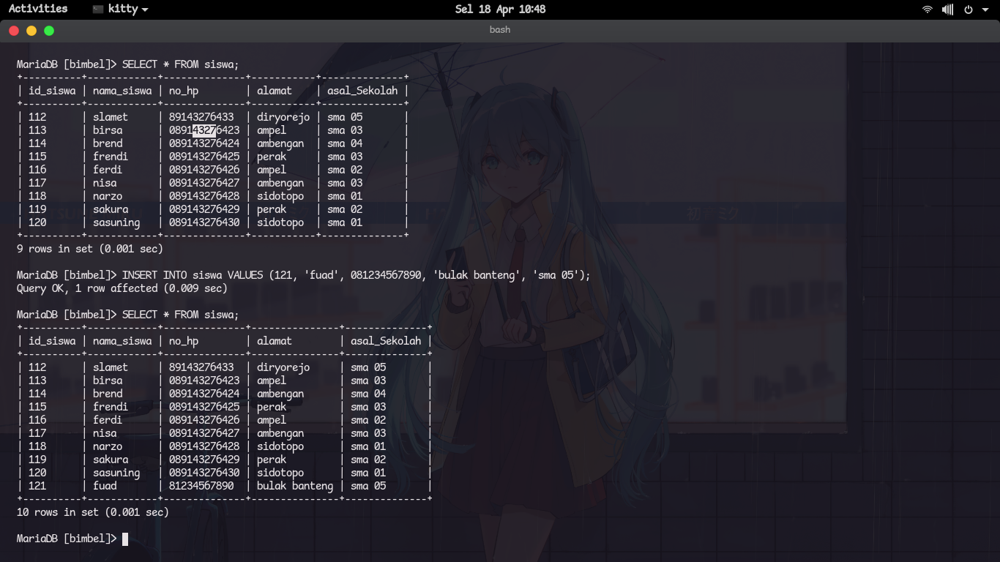 Activities kitty Sel 18 Apr 10:48
bash
MariaDB [bimbel]> SELECT * FROM siswa;
+----------+------------+--------------+-----------+--------------+
| id_siswa | nama_siswa | no_hp        | alamat    | asal_Sekolah |
+----------+------------+--------------+-----------+--------------+
| 112      | slamet     | 89143276433  | diryorejo | sma 05       |
| 113      | birsa      | 089143276423 | ampel     | sma 03       |
| 114      | brend      | 089143276424 | ambengan  | sma 04       |
| 115      | frendi     | 089143276425 | perak     | sma 03       |
| 116      | ferdi      | 089143276426 | ampel     | sma 02       |
| 117      | nisa       | 089143276427 | ambengan  | sma 03       |
| 118      | narzo      | 089143276428 | sidotopo  | sma 01       |
| 119      | sakura     | 089143276429 | perak     | sma 02       |
| 120      | sasuning   | 089143276430 | sidotopo  | sma 01       |
+----------+------------+--------------+-----------+--------------+
9 rows in set (0.001 sec)
MariaDB [bimbel]> INSERT INTO siswa VALUES (121, 'fuad', 081234567890, 'bulak banteng', 'sma 05');
Query OK, 1 row affected (0.009 sec)
MariaDB [bimbel]> SELECT * FROM siswa;
+----------+------------+--------------+---------------+--------------+
| id_siswa | nama_siswa | no_hp        | alamat        | asal_Sekolah |
+----------+------------+--------------+---------------+--------------+
| 112      | slamet     | 89143276433  | diryorejo     | sma 05       |
| 113      | birsa      | 089143276423 | ampel         | sma 03       |
| 114      | brend      | 089143276424 | ambengan      | sma 04       |
| 115      | frendi     | 089143276425 | perak         | sma 03       |
| 116      | ferdi      | 089143276426 | ampel         | sma 02       |
| 117      | nisa       | 089143276427 | ambengan      | sma 03       |
| 118      | narzo      | 089143276428 | sidotopo      | sma 01       |
| 119      | sakura     | 089143276429 | perak         | sma 02       |
| 120      | sasuning   | 089143276430 | sidotopo      | sma 01       |
| 121      | fuad       | 81234567890  | bulak banteng | sma 05       |
+----------+------------+--------------+---------------+--------------+
10 rows in set (0.001 sec)
MariaDB [bimbel]>